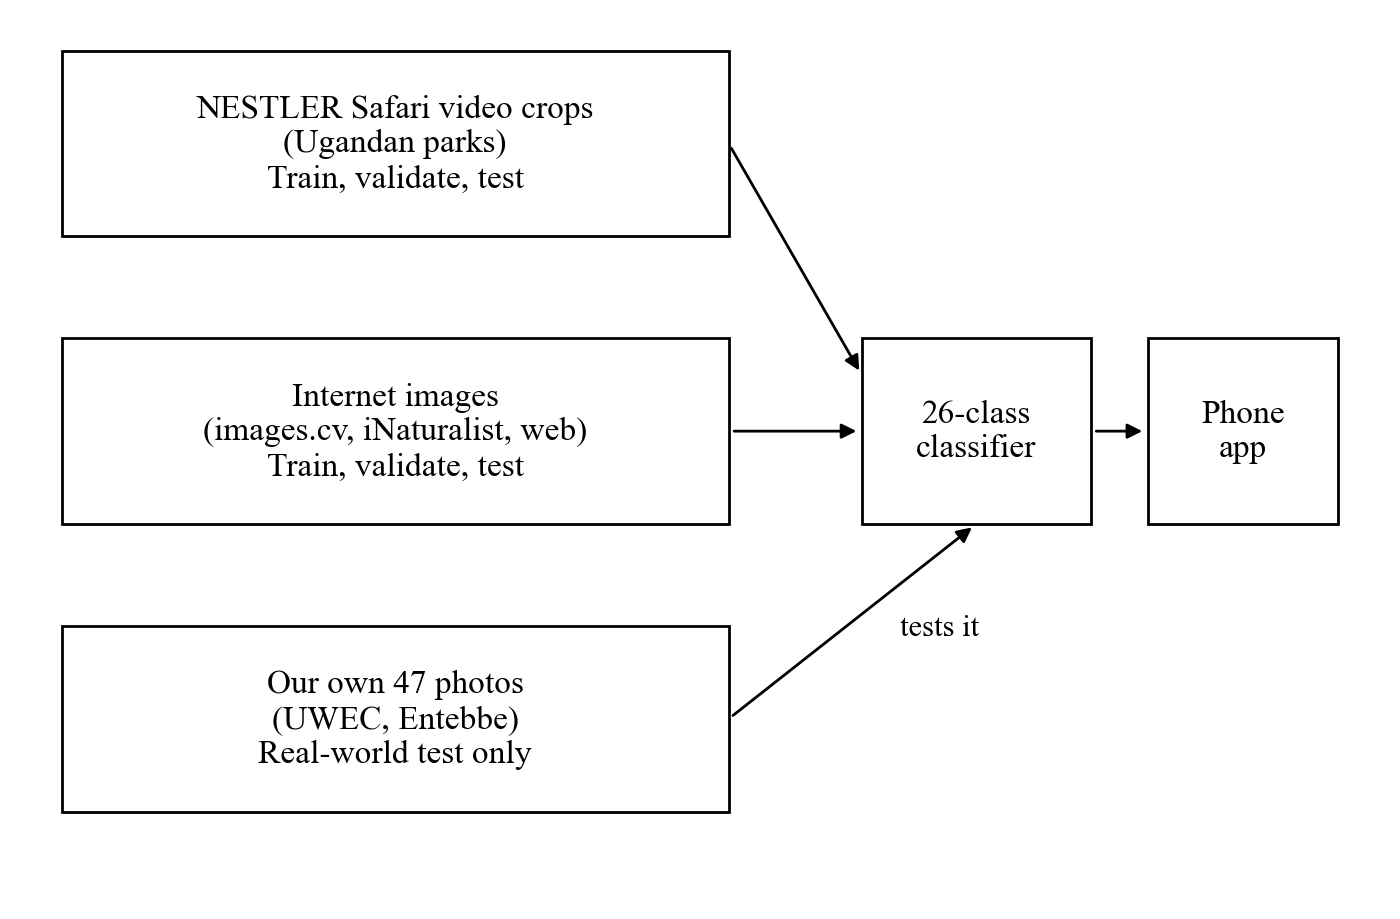 NESTLER Safari video crops
(Ugandan parks)
Train, validate, test
Internet images
(images.cv, iNaturalist, web)
Train, validate, test
26-class
classifier
Phone
app
tests it
Our own 47 photos
(UWEC, Entebbe)
Real-world test only